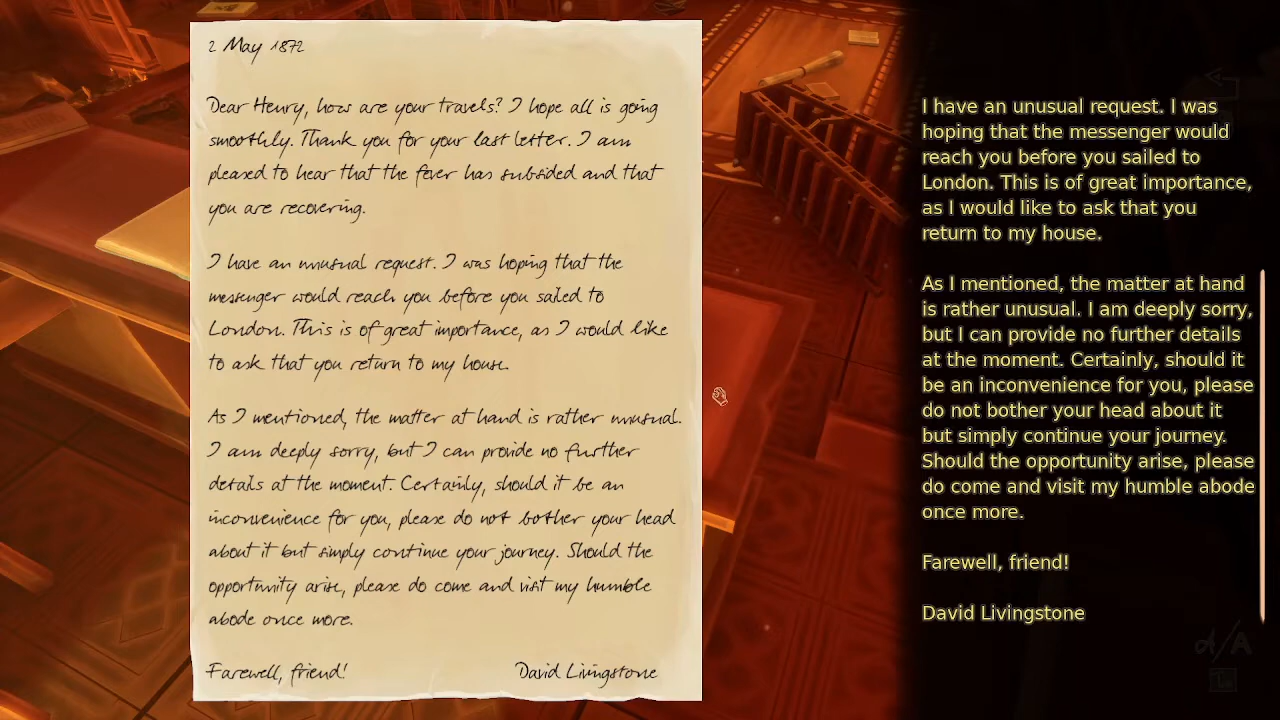 2 May 1872
Dear Henry, how are your travels? I hope all is going
smoothly. Thank you for your last letter. I am
pleased to hear that the fever has subsided and that
you are recovering.
I have an unusual request. I was hoping that the
messenger would reach you before you sailed to
London. This is of great importance, as I would like
to ask that you return to my house.
As I mentioned, the matter at hand is rather unusual.
I am deeply sorry, but I can provide no further
details at the moment. Certainly, should it be an
inconvenience for you, please do not bother your head
about it but simply continue your journey. Should the
opportunity arise, please do come and visit my humble
abode once more.
Farewell, friend! David Livingstone
I have an unusual request. I was
hoping that the messenger would
reach you before you sailed to
London. This is of great importance,
as I would like to ask that you
return to my house.
As I mentioned, the matter at hand
is rather unusual. I am deeply sorry,
but I can provide no further details
at the moment. Certainly, should it
be an inconvenience for you, please
do not bother your head about it
but simply continue your journey.
Should the opportunity arise, please
do come and visit my humble abode
once more.
Farewell, friend!
David Livingstone